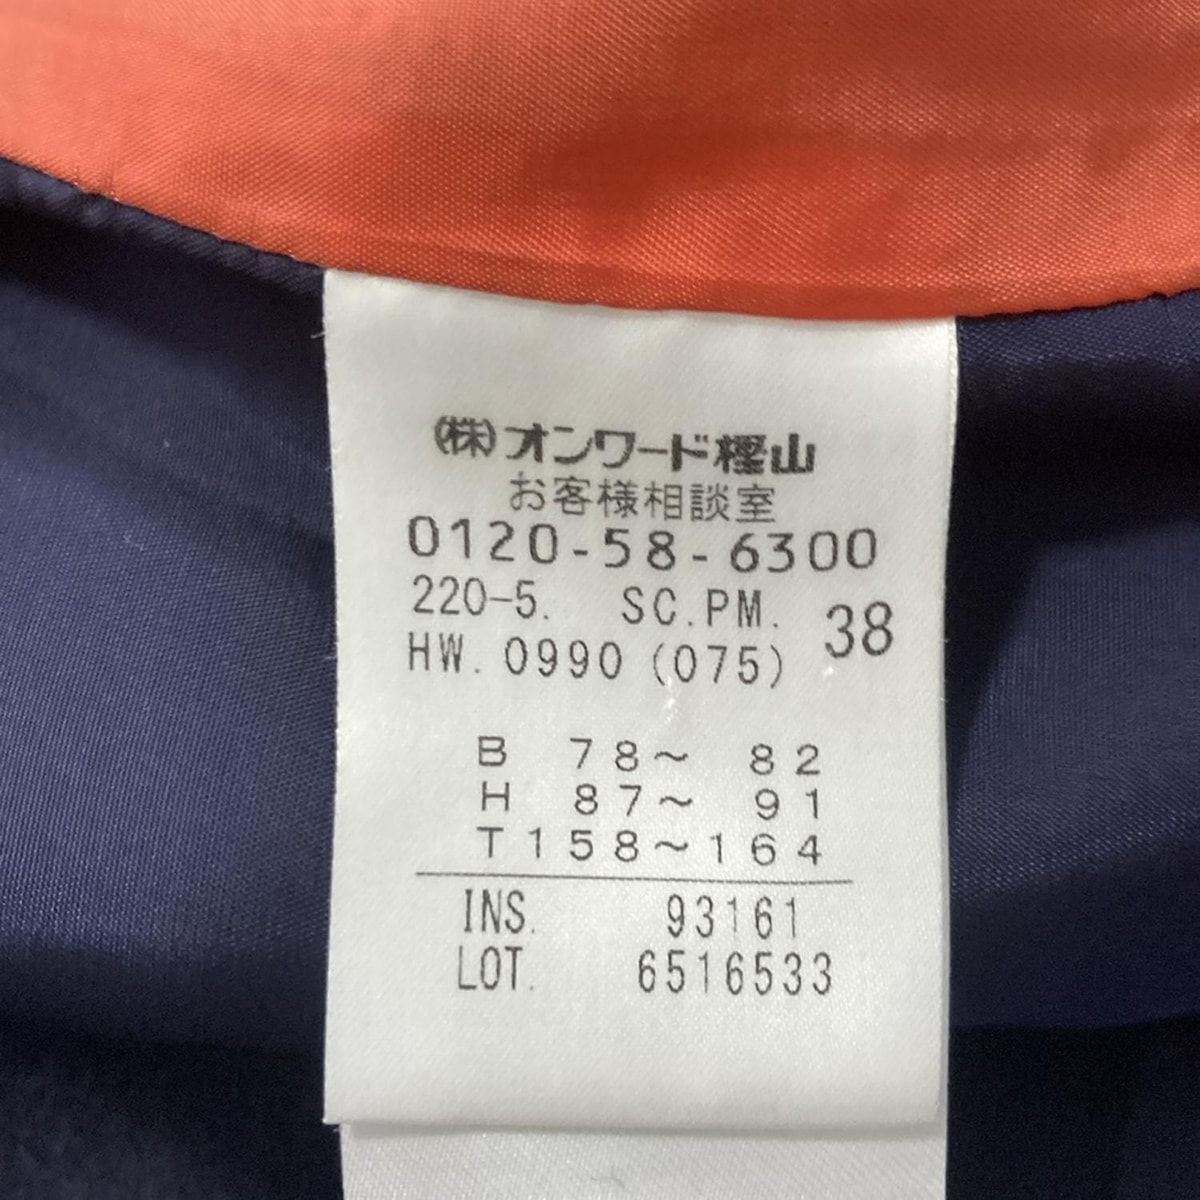 (株)オンワード樫山
お客様相談室
0120-58-6300
220-5. SC.PM. 38
HW. 0990 (075)
B 78〜 82
H 87〜 91
T158〜164
INS. 93161
LOT. 6516533